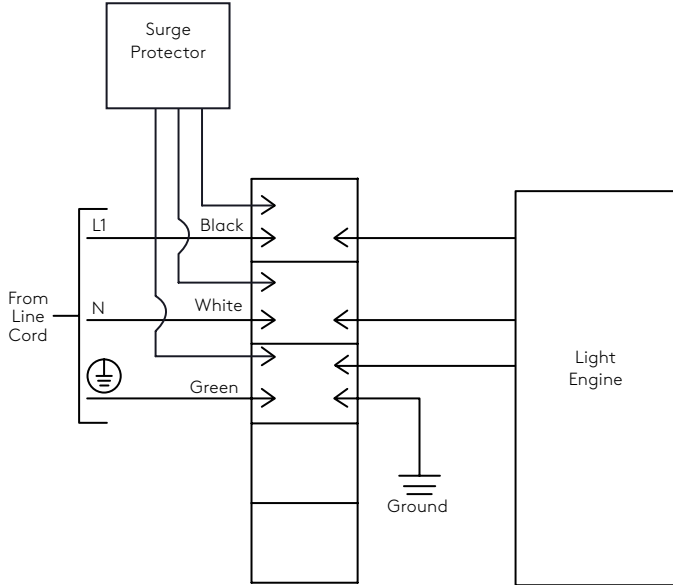 Surge
Protector
L1
Black
From
Line
Cord
N
White
Green
Light
Engine
Ground